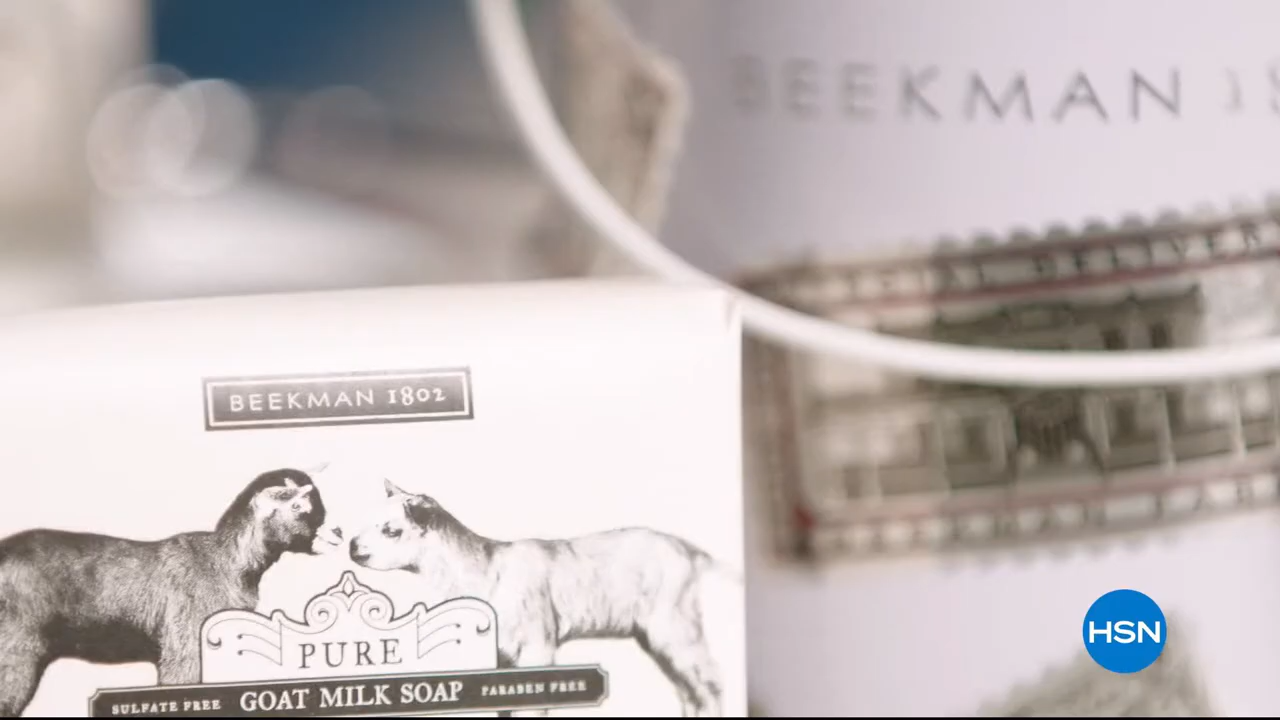 BEEKMAN
BEEKMAN 1802
PURE
SULFATE FREE GOAT MILK SOAP PARABEN FREE
HSN